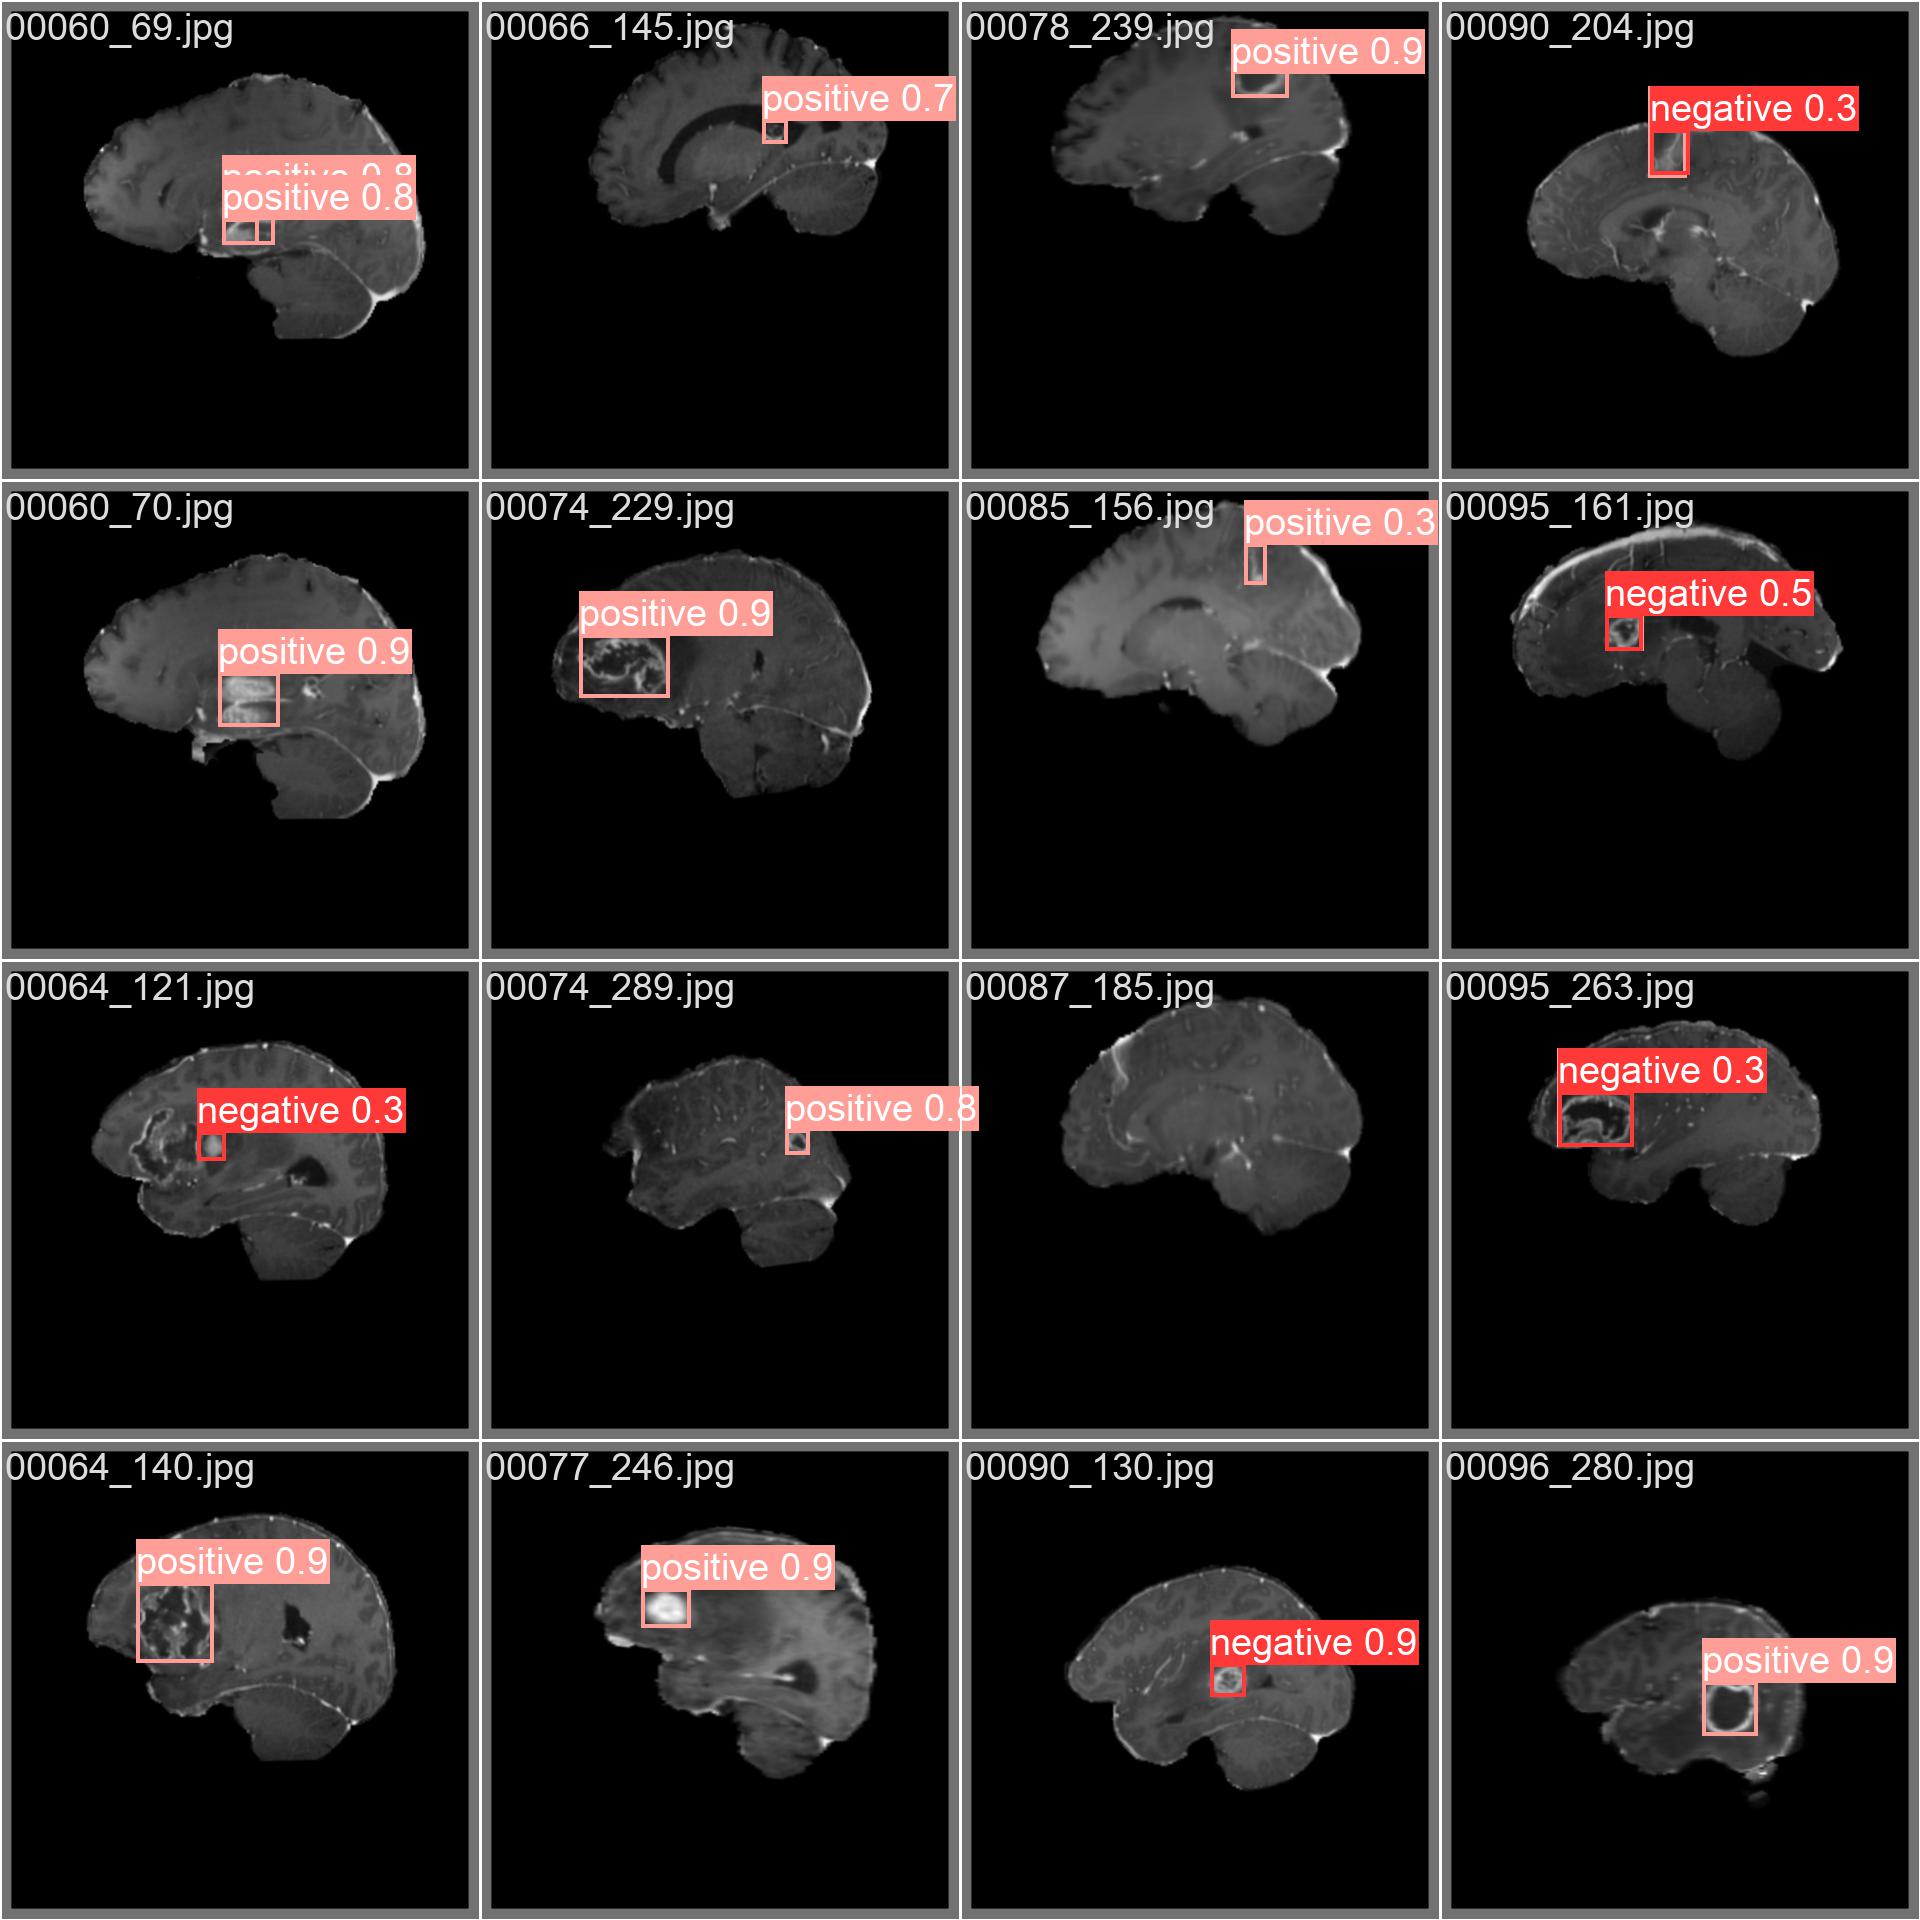 00060_69.jpg
positive 0.8
positive 0.8
00066_145.jpg
positive 0.7
00078_239.jpg
positive 0.9
00090_204.jpg
negative 0.3
00060_70.jpg
positive 0.9
00074_229.jpg
positive 0.9
00085_156.jpg
positive 0.3
00095_161.jpg
negative 0.5
00064_121.jpg
negative 0.3
00074_289.jpg
positive 0.8
00087_185.jpg
00095_263.jpg
negative 0.3
00064_140.jpg
positive 0.9
00077_246.jpg
positive 0.9
00090_130.jpg
negative 0.9
00096_280.jpg
positive 0.9